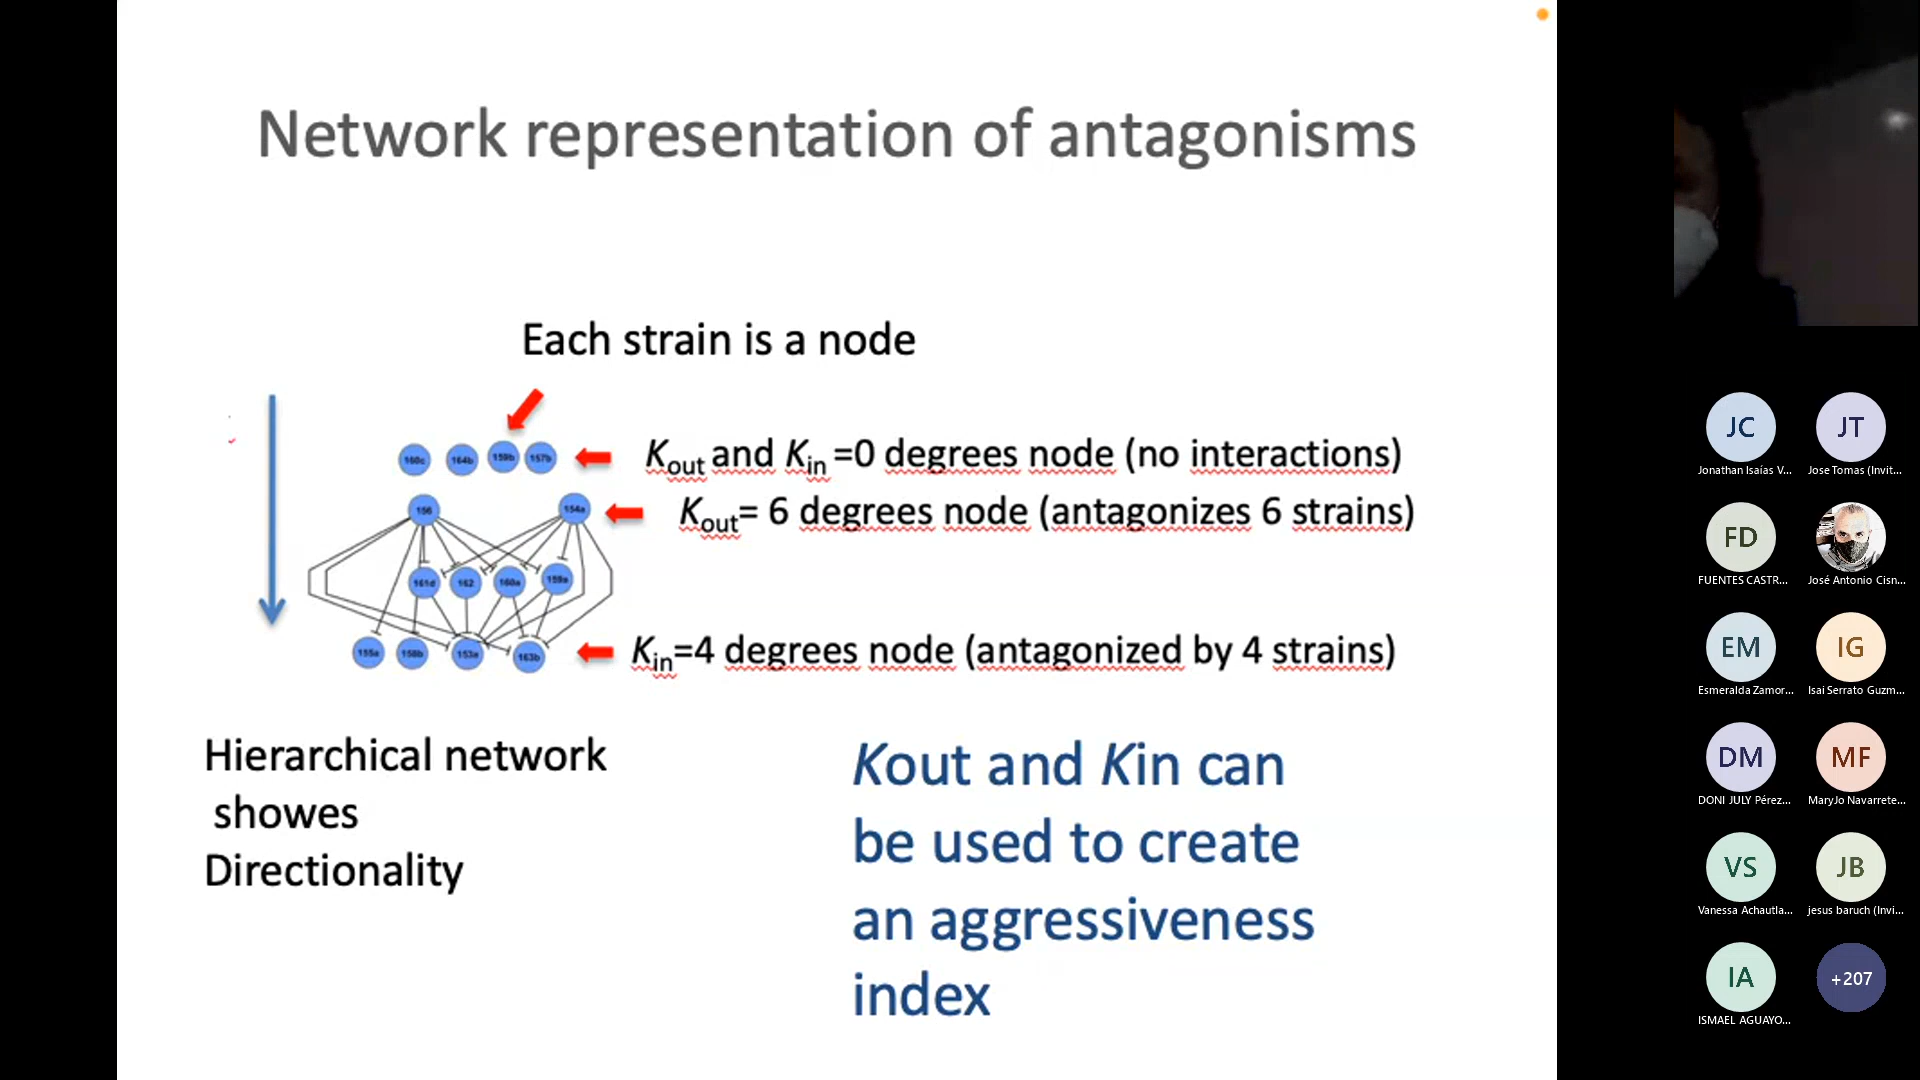 Network representation of antagonisms
Each strain is a node
160c 164b 159b 157b
Kout and Kin =0 degrees node (no interactions)
156 154a
Kout= 6 degrees node (antagonizes 6 strains)
161d 162 160a 159a
155a 158b 153a 163b
Kin=4 degrees node (antagonized by 4 strains)
Hierarchical network
showes
Directionality
Kout and Kin can
be used to create
an aggressiveness
index
JC JT
Jonathan Isaías V... Jose Tomas (Invit...
FD
FUENTES CASTR... José Antonio Cisn...
EM IG
Esmeralda Zamor... Isai Serrato Guzm...
DM MF
DONI JULY Pérez... MaryJo Navarrete...
VS JB
Vanessa Achautla... jesus baruch (Invi...
IA +207
ISMAEL AGUAYO...